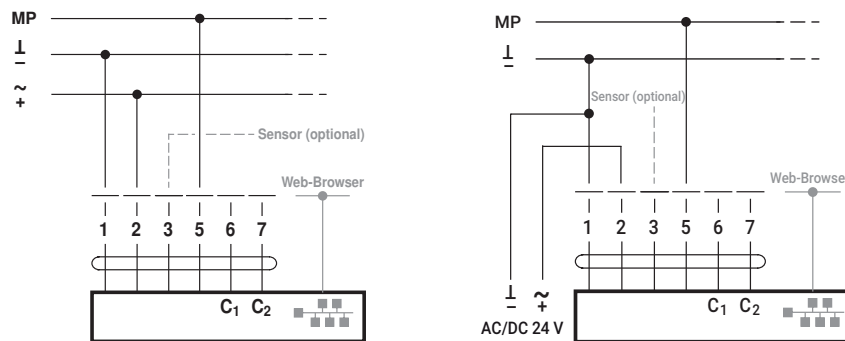 MP
⊥
−
~
+
Sensor (optional)
Web-Browser
1 2 3 5 6 7
C1 C2
MP
⊥
−
Sensor (optional)
Web-Browse
1 2 3 5 6 7
C1 C2
⊥ ~
− +
AC/DC 24 V